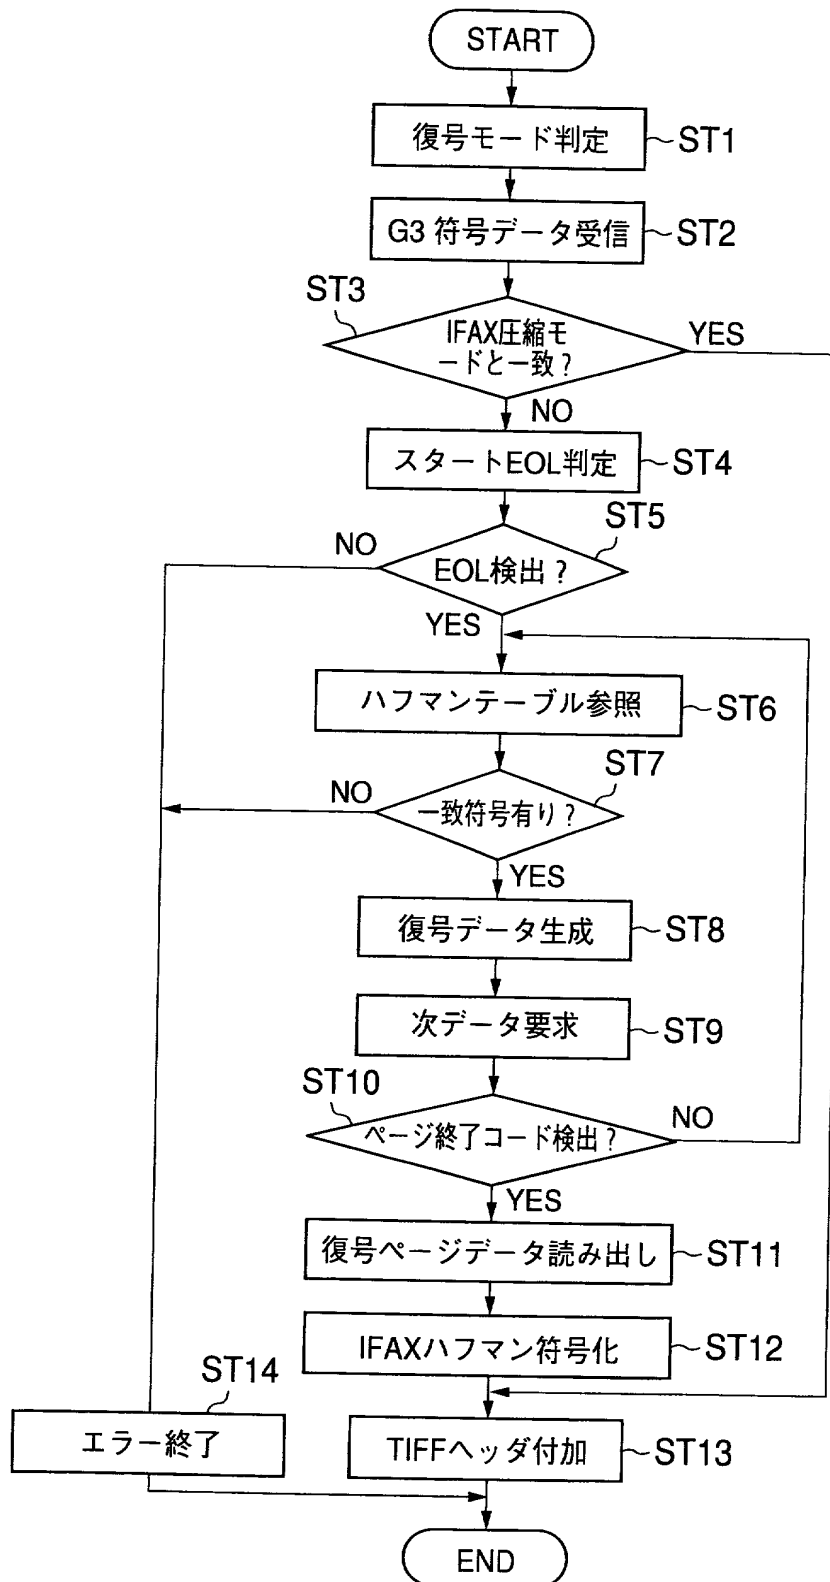 START
復号モード判定
ST1
G3 符号データ受信
ST2
ST3
IFAX圧縮モ
ードと一致?
YES
NO
スタートEOL判定
ST4
ST5
NO
EOL検出?
YES
ハフマンテーブル参照
ST6
ST7
NO
一致符号有り?
YES
復号データ生成
ST8
次データ要求
ST9
ST10
ページ終了コード検出?
NO
YES
復号ページデータ読み出し
ST11
IFAXハフマン符号化
ST12
ST14
エラー終了
TIFFヘッダ付加
ST13
END